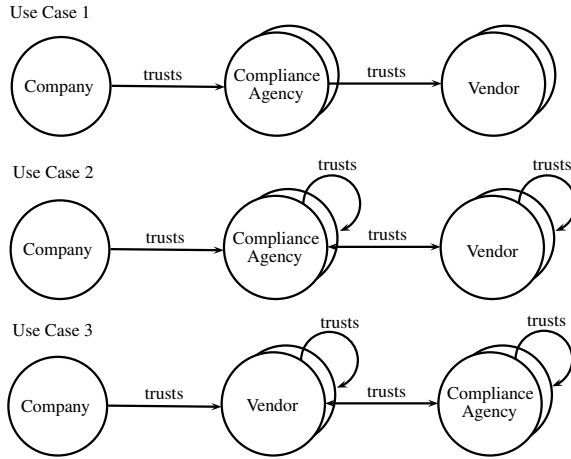 Use Case 1
trusts
trusts
Company
Compliance
Agency
Vendor
Use Case 2
trusts
trusts
trusts
trusts
Company
Compliance
Agency
Vendor
Use Case 3
trusts
trusts
trusts
trusts
Company
Vendor
Compliance
Agency